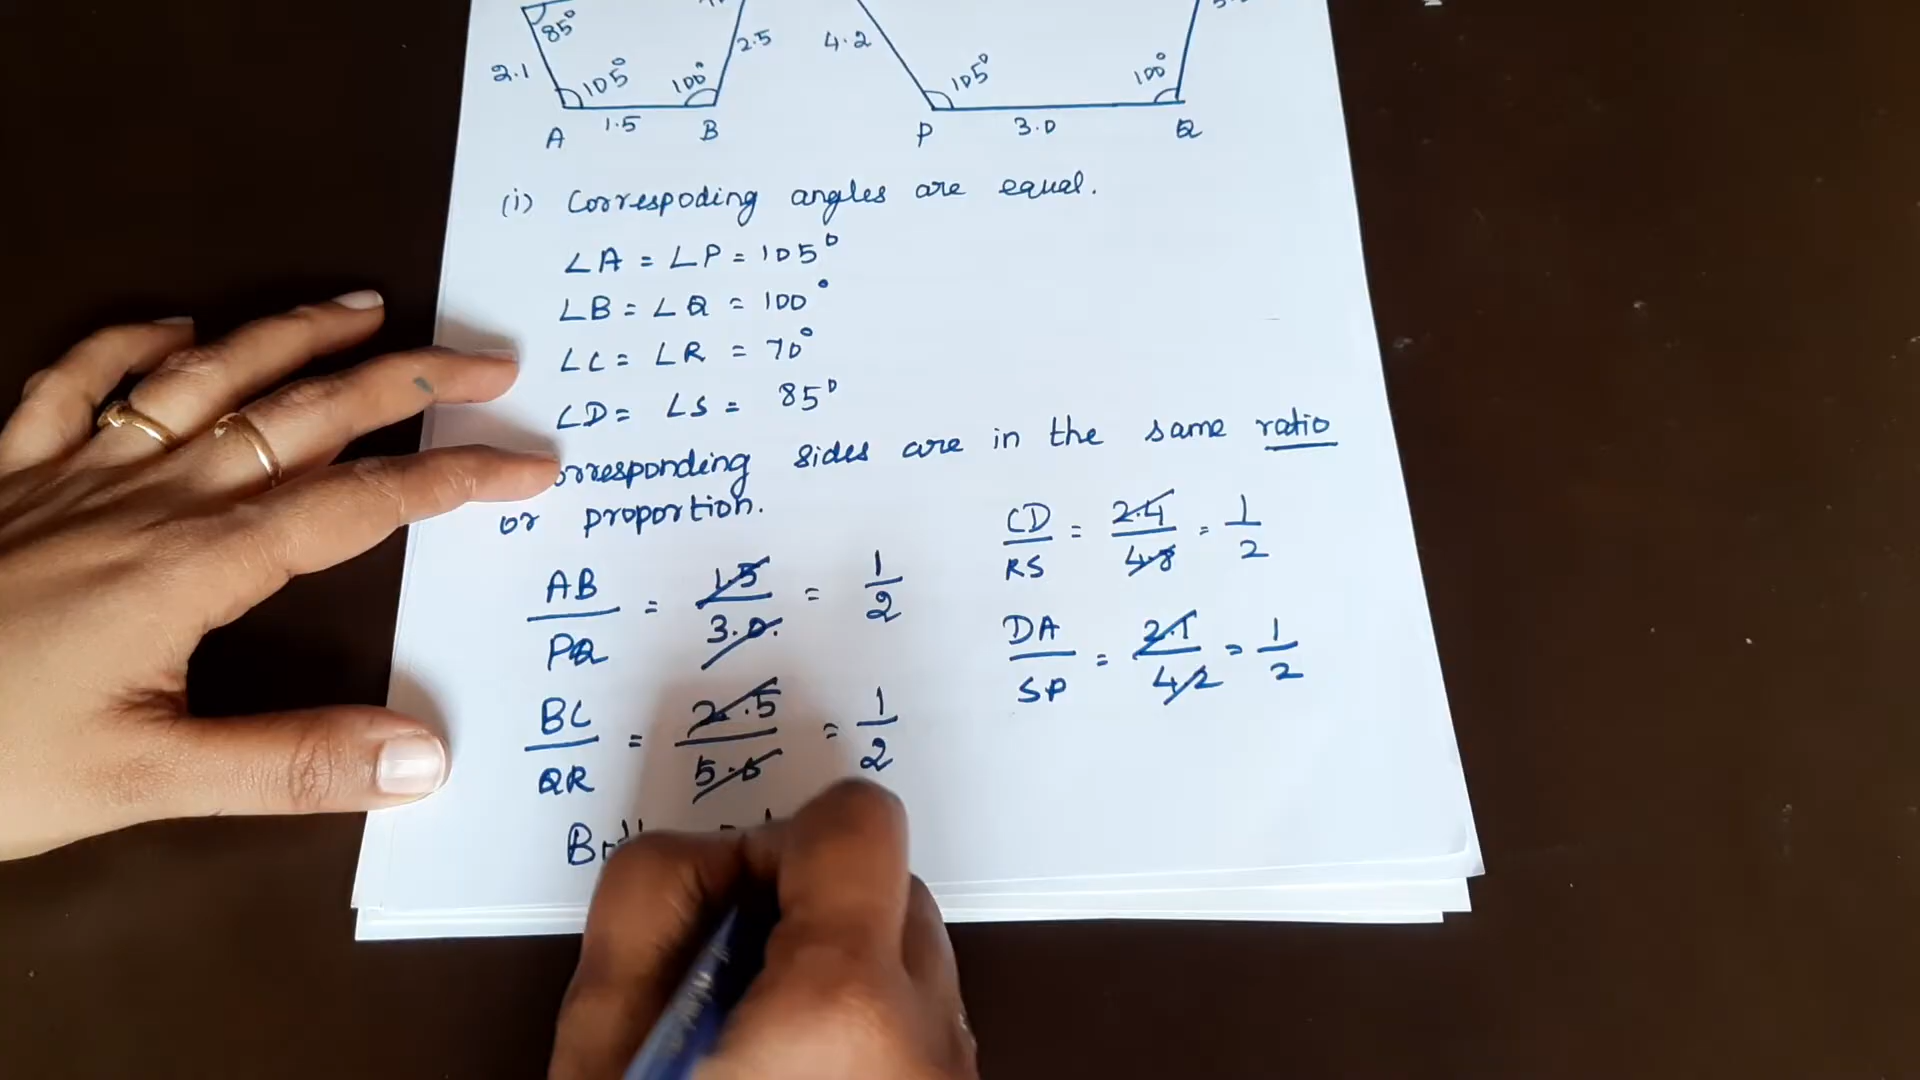 85°
2.5
4.2
2.1
105°
100°
105°
100°
A 1.5 B
P 3.0 Q
(i) Correspoding angles are equal.
∠A = ∠P = 105°
∠B = ∠Q = 100°
∠C = ∠R = 70°
∠D = ∠S = 85°
orresponding sides are in the same ratio
or proportion.
AB/PQ = 1.5/3.0. = 1/2
BC/QR = 2.5/5.0 = 1/2
CD/RS = 2.4/4.8 = 1/2
DA/SP = 2.1/4.2 = 1/2